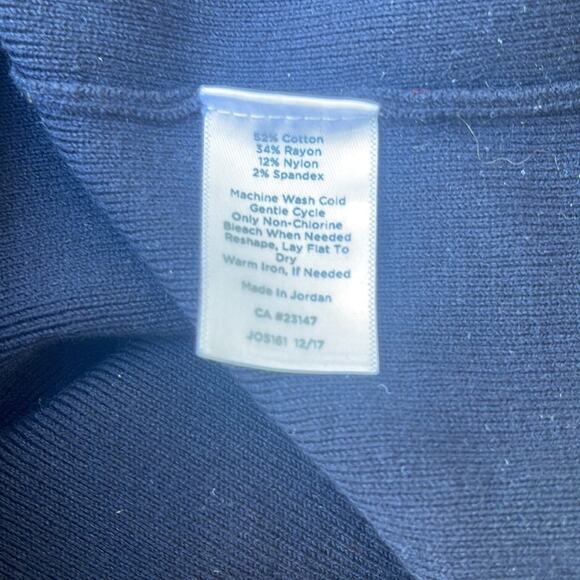 52% Cotton
34% Rayon
12% Nylon
2% Spandex
Machine Wash Cold
Gentle Cycle
Only Non-Chlorine
Bleach When Needed
Reshape, Lay Flat To
Dry
Warm Iron, If Needed
Made In Jordan
CA #23147
JO5161 12/17